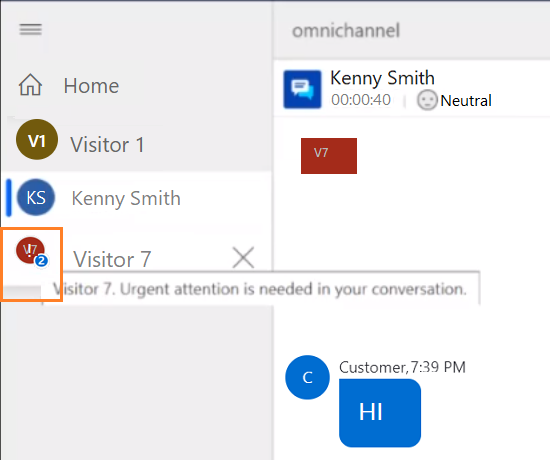 omnichannel
Home
Kenny Smith
00:00:40 | Neutral
V1 Visitor 1
V7
KS Kenny Smith
V7 2 Visitor 7
Visitor 7. Urgent attention is needed in your conversation.
Customer, 7:39 PM
C
HI